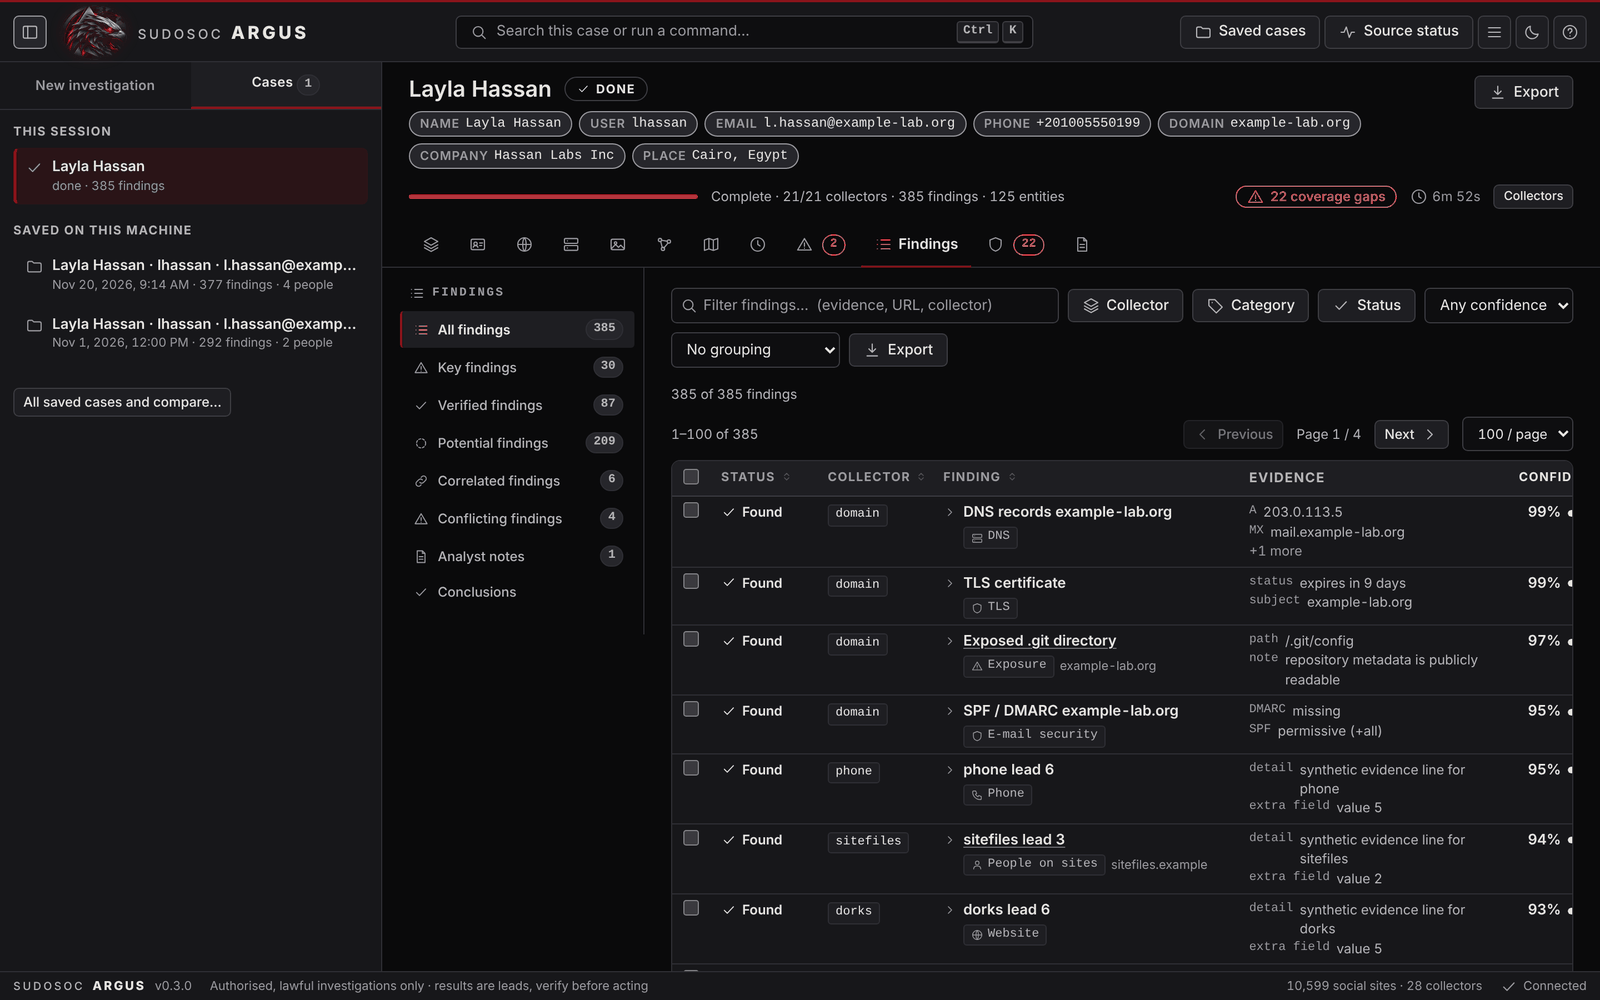 SUDOSOC ARGUS
Search this case or run a command...
Ctrl K
Saved cases
Source status
New investigation
Cases 1
THIS SESSION
Layla Hassan
done · 385 findings
SAVED ON THIS MACHINE
Layla Hassan · lhassan · l.hassan@examp...
Nov 20, 2026, 9:14 AM · 377 findings · 4 people
Layla Hassan · lhassan · l.hassan@examp...
Nov 1, 2026, 12:00 PM · 292 findings · 2 people
All saved cases and compare...
Layla Hassan
DONE
Export
NAME Layla Hassan
USER lhassan
EMAIL l.hassan@example-lab.org
PHONE +201005550199
DOMAIN example-lab.org
COMPANY Hassan Labs Inc
PLACE Cairo, Egypt
Complete · 21/21 collectors · 385 findings · 125 entities
22 coverage gaps
6m 52s
Collectors
2
Findings
22
FINDINGS
All findings 385
Key findings 30
Verified findings 87
Potential findings 209
Correlated findings 6
Conflicting findings 4
Analyst notes 1
Conclusions
Filter findings... (evidence, URL, collector)
Collector
Category
Status
Any confidence
No grouping
Export
385 of 385 findings
1–100 of 385
Previous
Page 1 / 4
Next
100 / page
STATUS COLLECTOR FINDING EVIDENCE CONFID
Found domain DNS records example-lab.org A 203.0.113.5 99%
DNS MX mail.example-lab.org
+1 more
Found domain TLS certificate status expires in 9 days 99%
TLS subject example-lab.org
Found domain Exposed .git directory path /.git/config 97%
Exposure example-lab.org note repository metadata is publicly
readable
Found domain SPF / DMARC example-lab.org DMARC missing 95%
E-mail security SPF permissive (+all)
Found phone phone lead 6 detail synthetic evidence line for 95%
Phone phone
extra field value 5
Found sitefiles sitefiles lead 3 detail synthetic evidence line for 94%
People on sites sitefiles.example sitefiles
extra field value 2
Found dorks dorks lead 6 detail synthetic evidence line for 93%
Website dorks
extra field value 5
SUDOSOC ARGUS v0.3.0 Authorised, lawful investigations only · results are leads, verify before acting
10,599 social sites · 28 collectors
Connected